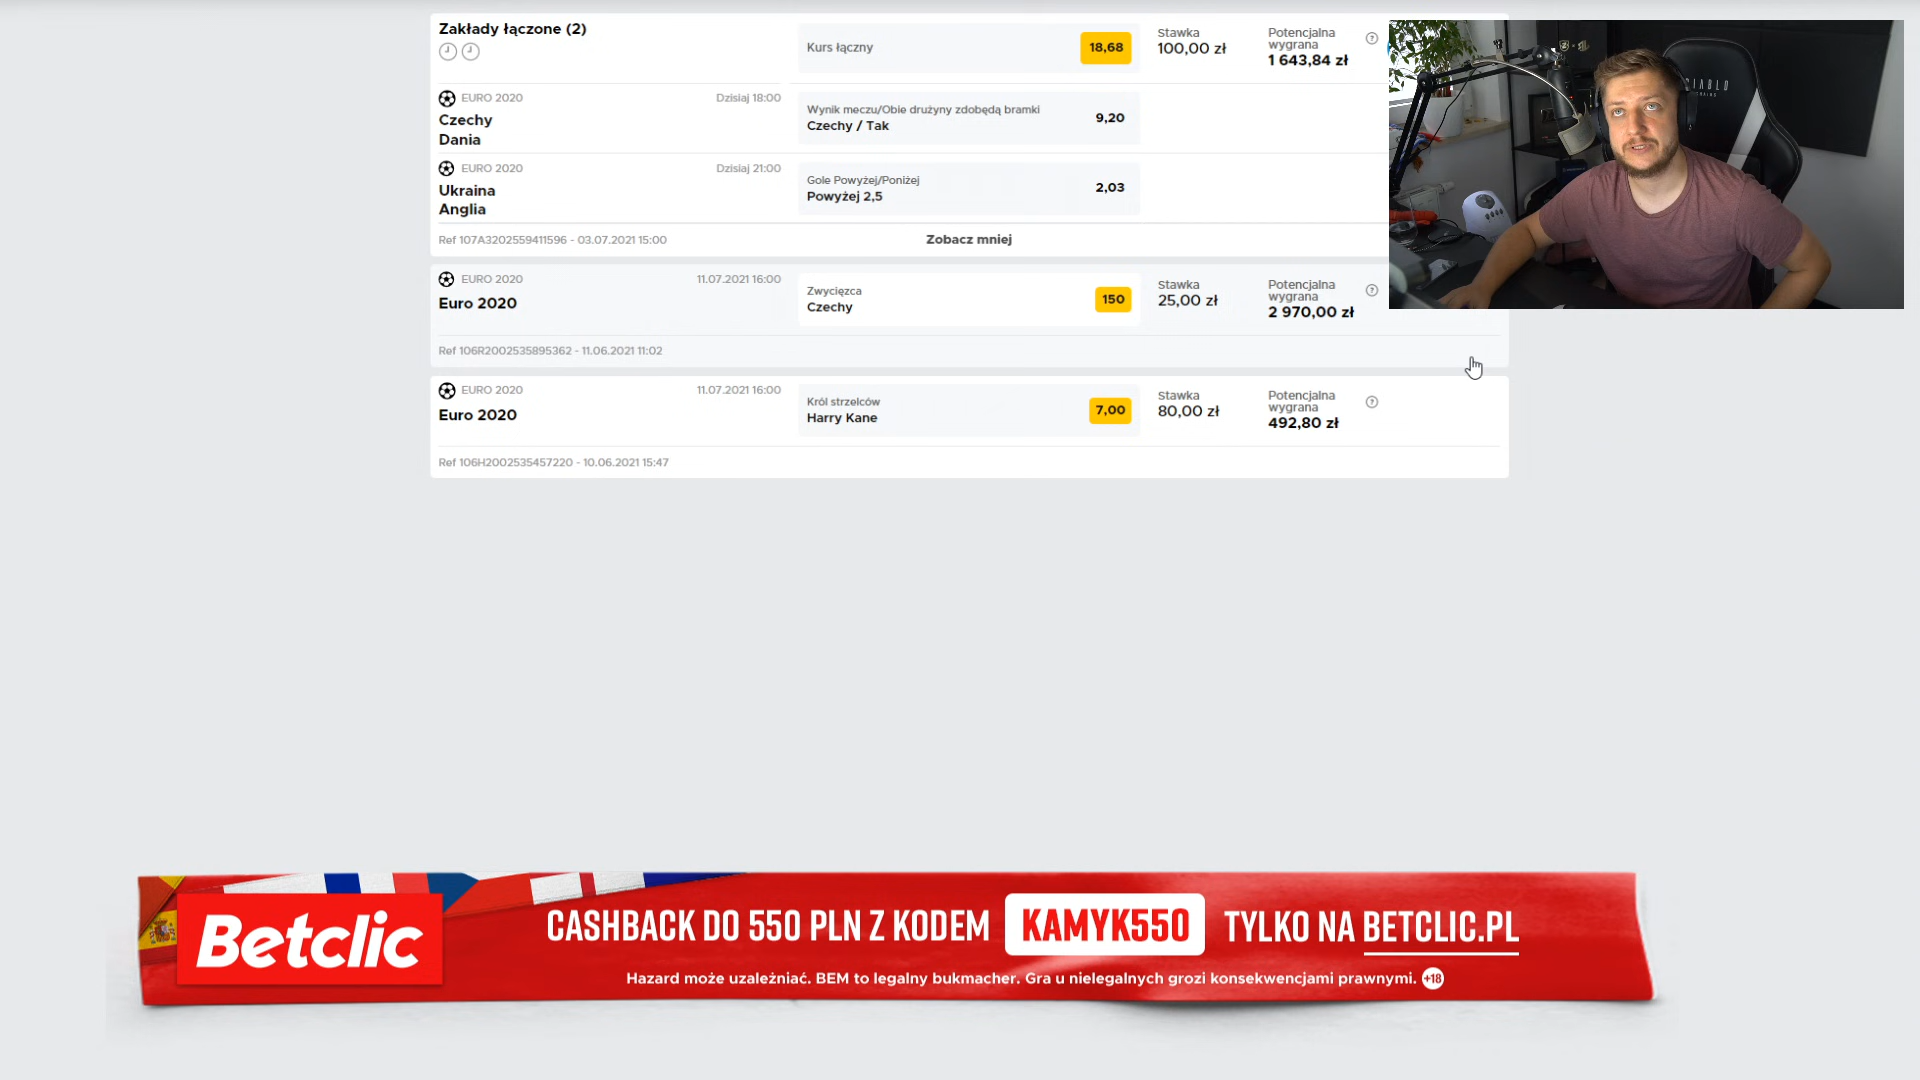 Zakłady łączone (2)
Kurs łączny
18,68
Stawka
100,00 zł
Potencjalna
wygrana
1 643,84 zł
EURO 2020
Dzisiaj 18:00
Czechy
Dania
Wynik meczu/Obie drużyny zdobędą bramki
Czechy / Tak
9,20
EURO 2020
Dzisiaj 21:00
Ukraina
Anglia
Gole Powyżej/Poniżej
Powyżej 2,5
2,03
Ref 107A3202559411596 - 03.07.2021 15:00
Zobacz mniej
EURO 2020
11.07.2021 16:00
Euro 2020
Zwycięzca
Czechy
150
Stawka
25,00 zł
Potencjalna
wygrana
2 970,00 zł
Ref 106R2002535895362 - 11.06.2021 11:02
EURO 2020
11.07.2021 16:00
Euro 2020
Król strzelców
Harry Kane
7,00
Stawka
80,00 zł
Potencjalna
wygrana
492,80 zł
Ref 106H2002535457220 - 10.06.2021 15:47
DIABLO
Betclic
CASHBACK DO 550 PLN Z KODEM KAMYK550 TYLKO NA BETCLIC.PL
Hazard może uzależniać. BEM to legalny bukmacher. Gra u nielegalnych grozi konsekwencjami prawnymi. +18